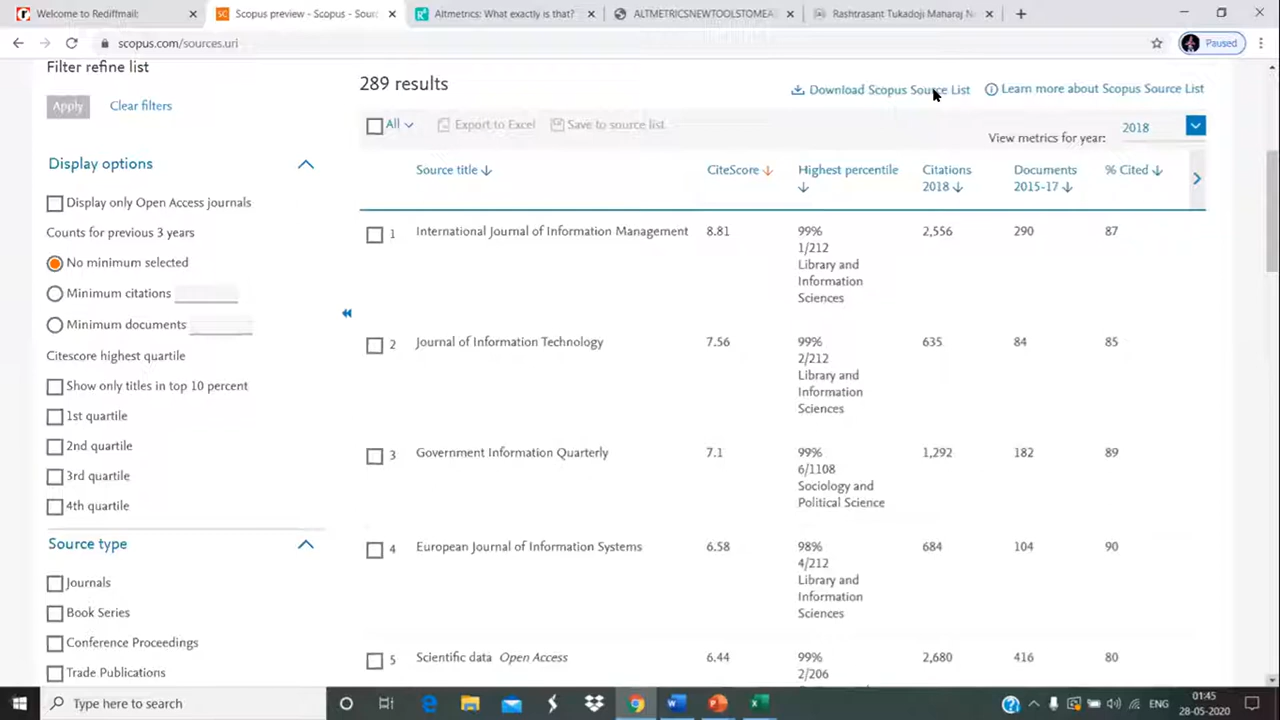 Welcome to Rediffmail:
Scopus preview - Scopus - Sourc
Altmetrics: What exactly is that?
ALTMETRICSNEWTOOLSTOMEA
Rashtrasant Tukadoji Maharaj N
scopus.com/sources.uri
Paused
Filter refine list
Apply
Clear filters
Display options
Display only Open Access journals
Counts for previous 3 years
No minimum selected
Minimum citations
Minimum documents
Citescore highest quartile
Show only titles in top 10 percent
1st quartile
2nd quartile
3rd quartile
4th quartile
Source type
Journals
Book Series
Conference Proceedings
Trade Publications
289 results
Download Scopus Source List
Learn more about Scopus Source List
All
Export to Excel
Save to source list
View metrics for year:
2018
Source title
CiteScore
Highest percentile
Citations
2018
Documents
2015-17
% Cited
1 International Journal of Information Management 8.81 99% 2,556 290 87
1/212
Library and
Information
Sciences
2 Journal of Information Technology 7.56 99% 635 84 85
2/212
Library and
Information
Sciences
3 Government Information Quarterly 7.1 99% 1,292 182 89
6/1108
Sociology and
Political Science
4 European Journal of Information Systems 6.58 98% 684 104 90
4/212
Library and
Information
Sciences
5 Scientific data Open Access 6.44 99% 2,680 416 80
2/206
Type here to search
ENG
01:45
28-05-2020